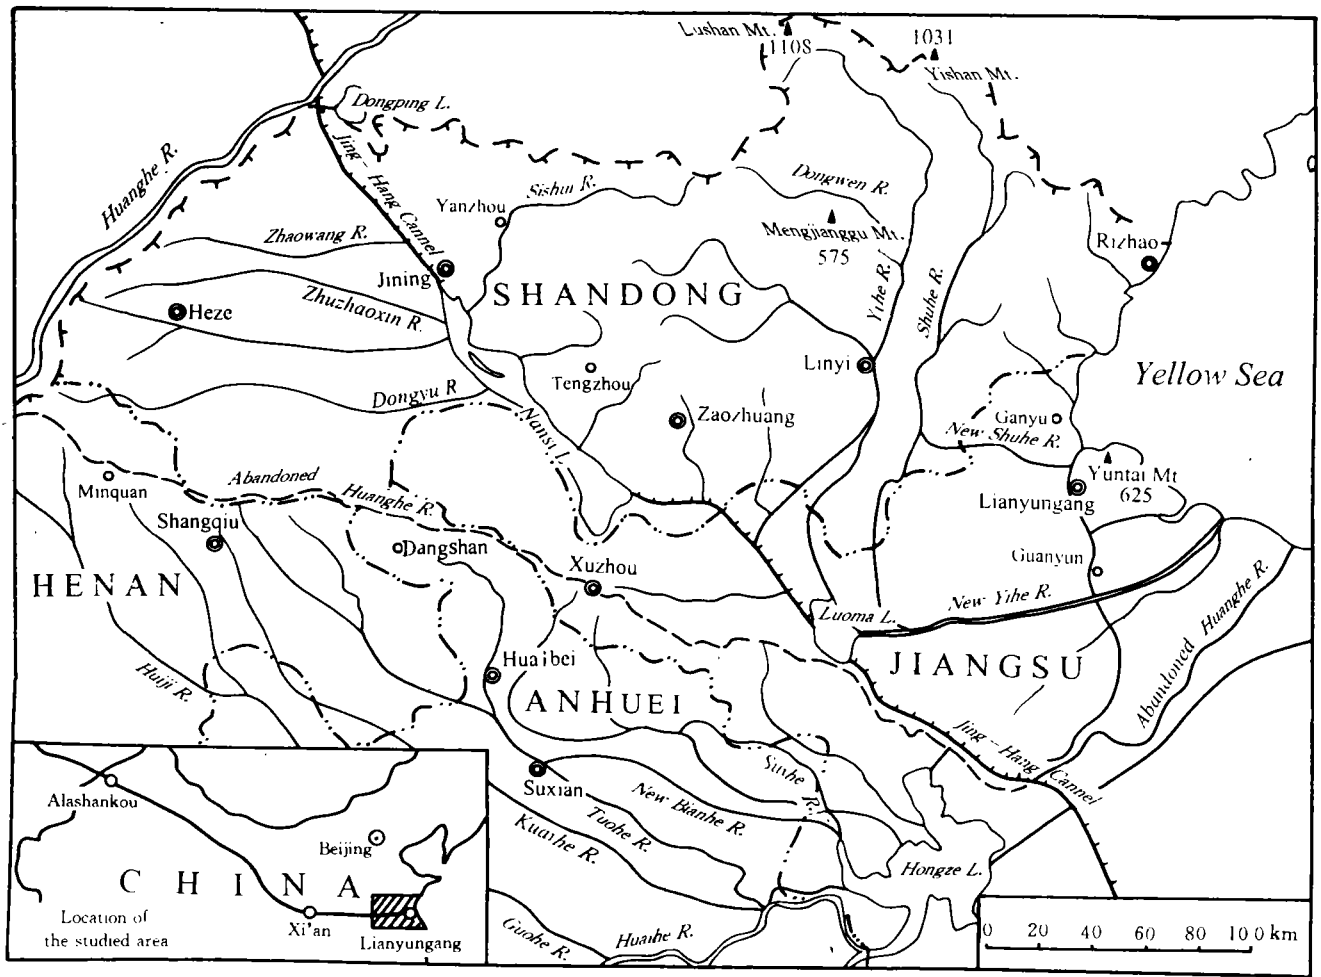 Lushan Mt.
1108
1031
Yishan Mt.
Dongping L.
Jing-Hang Cannel
Huanghe R.
Sishui R.
Yanzhou
Dongwen R.
Mengjianggu Mt.
575
Rizhao
Zhaowang R.
Jining
SHANDONG
Yihe R.
Shuhe R.
Heze
Zhuzhaoxin R.
Linyi
Yellow Sea
Tengzhou
Dongyu R
Nansi L.
Zaozhuang
Ganyu
New Shuhe R.
Yuntai Mt
625
Minquan
Abandoned
Huanghe R.
Lianyungang
Shangqiu
Dangshan
Xuzhou
Guanyun
HENAN
Luoma L.
New Yihe R.
Abandoned Huanghe R.
Huaibei
JIANGSU
Huiji R.
ANHUEI
Jing-Hang Cannel
Suxian
Suihe R.
New Bianhe R.
Tuohe R.
Kuaihe R.
Hongze L.
Guohe R.
Huaihe R.
Alashankou
Beijing
CHINA
Location of
the studied area
Xi'an
Lianyungang
0 20 40 60 80 100 km